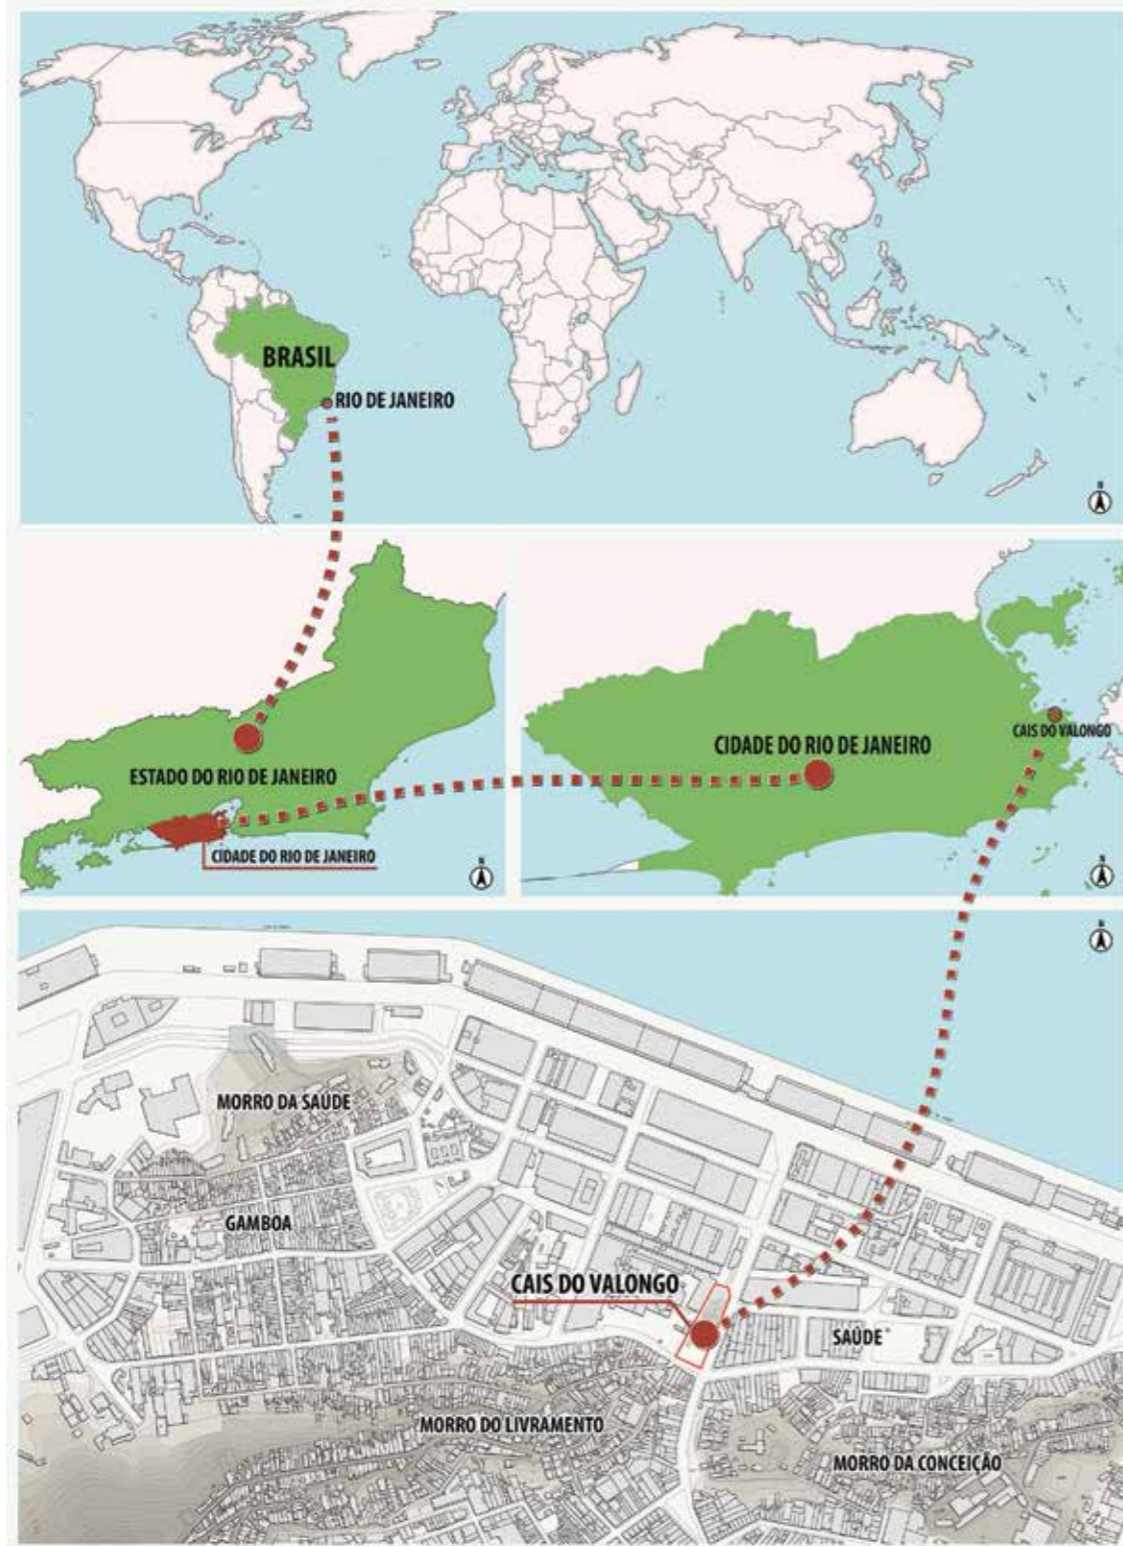 BRASIL
RIO DE JANEIRO
N
ESTADO DO RIO DE JANEIRO
CIDADE DO RIO DE JANEIRO
N
CIDADE DO RIO DE JANEIRO
CAIS DO VALONGO
N
N
MORRO DA SAÚDE
GAMBOA
CAIS DO VALONGO
SAÚDE
MORRO DO LIVRAMENTO
MORRO DA CONCEIÇÃO